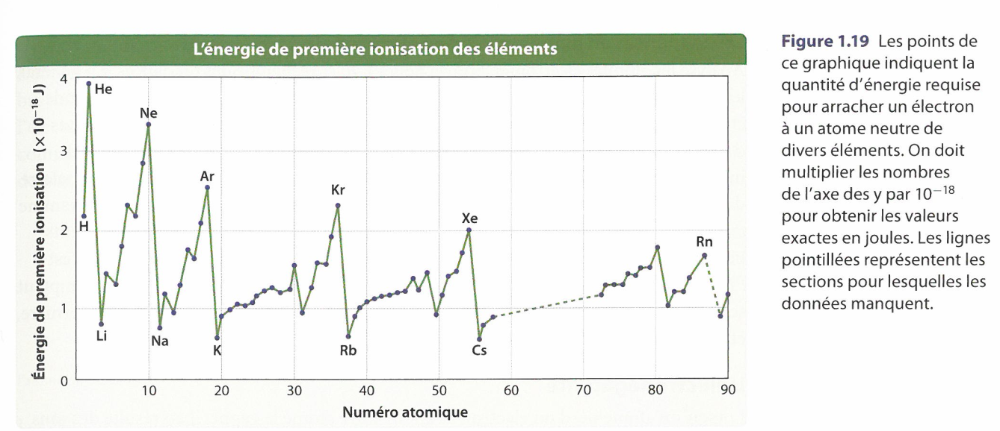 L'énergie de première ionisation des éléments
Énergie de première ionisation (×10⁻¹⁸ J)
4
3
2
1
0
He
Ne
Ar
Kr
Xe
Rn
H
Li
Na
K
Rb
Cs
10 20 30 40 50 60 70 80 90
Numéro atomique
Figure 1.19 Les points de
ce graphique indiquent la
quantité d'énergie requise
pour arracher un électron
à un atome neutre de
divers éléments. On doit
multiplier les nombres
de l'axe des y par 10⁻¹⁸
pour obtenir les valeurs
exactes en joules. Les lignes
pointillées représentent les
sections pour lesquelles les
données manquent.